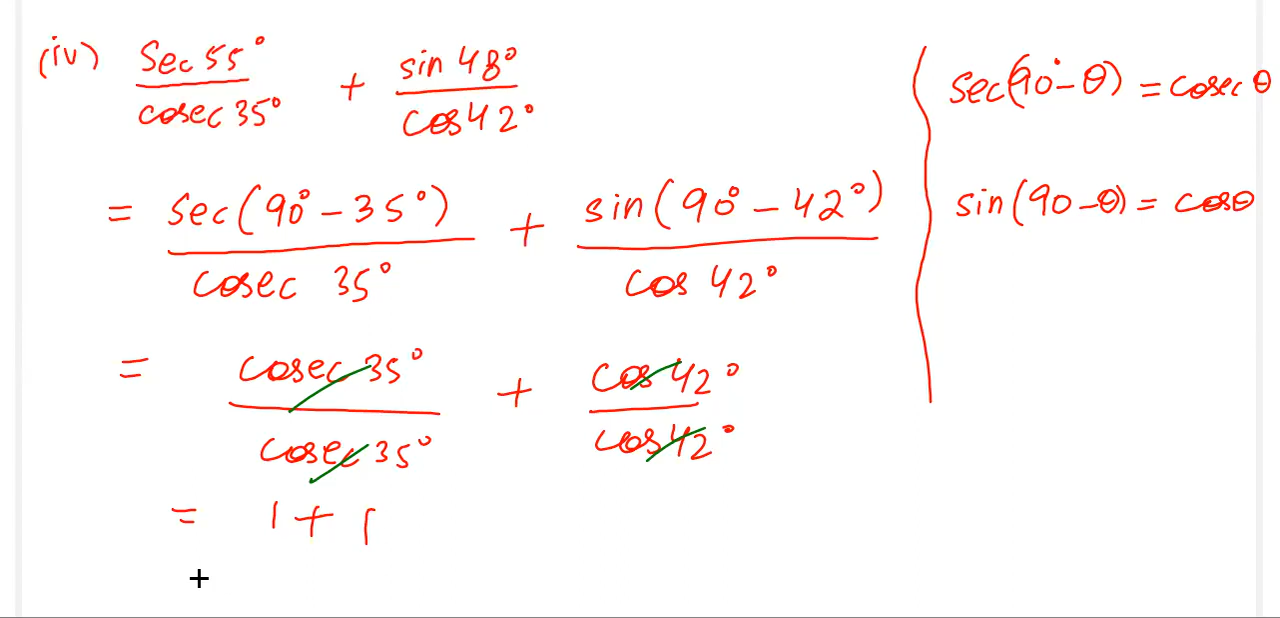 (iv) Sec 55° / cosec 35° + sin 48° / cos 42°
= sec(90° - 35°) / cosec 35° + sin(90° - 42°) / cos 42°
= cosec 35° / cosec 35° + cos 42° / cos 42°
= 1 + 1
sec(90° - θ) = cosec θ
sin(90 - θ) = cosθ